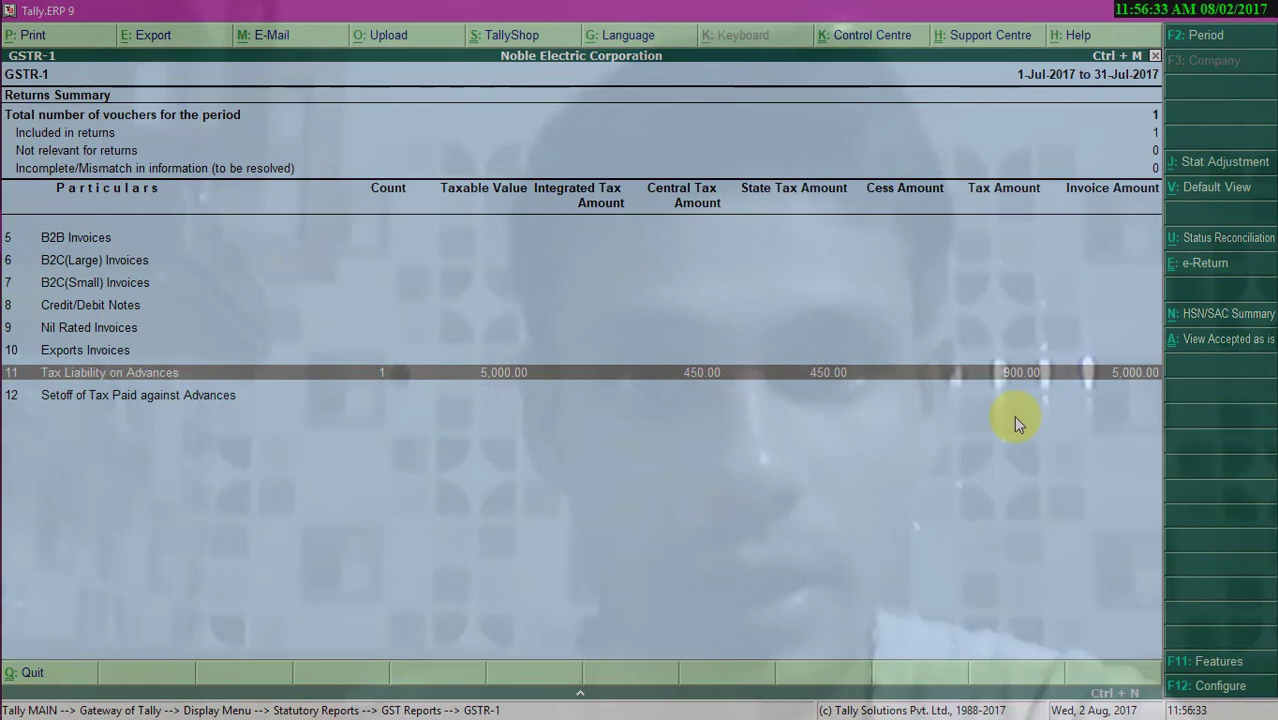 Tally.ERP 9 11:56:33 AM 08/02/2017
P: Print E: Export M: E-Mail O: Upload S: TallyShop G: Language K: Keyboard K: Control Centre H: Support Centre H: Help F2: Period
GSTR-1 Noble Electric Corporation Ctrl + M F3: Company
GSTR-1 1-Jul-2017 to 31-Jul-2017
Returns Summary
Total number of vouchers for the period 1
Included in returns 1
Not relevant for returns 0
Incomplete/Mismatch in information (to be resolved) 0
J: Stat Adjustment
Particulars Count Taxable Value Integrated Tax Amount Central Tax Amount State Tax Amount Cess Amount Tax Amount Invoice Amount
V: Default View
5 B2B Invoices
U: Status Reconciliation
6 B2C(Large) Invoices
E: e-Return
7 B2C(Small) Invoices
8 Credit/Debit Notes
N: HSN/SAC Summary
9 Nil Rated Invoices
A: View Accepted as is
10 Exports Invoices
11 Tax Liability on Advances 1 5,000.00 450.00 450.00 900.00 5,000.00
12 Setoff of Tax Paid against Advances
F11: Features
Q: Quit
F12: Configure
Ctrl + N
Tally MAIN --> Gateway of Tally --> Display Menu --> Statutory Reports --> GST Reports --> GSTR-1 (c) Tally Solutions Pvt. Ltd., 1988-2017 Wed, 2 Aug, 2017 11:56:33